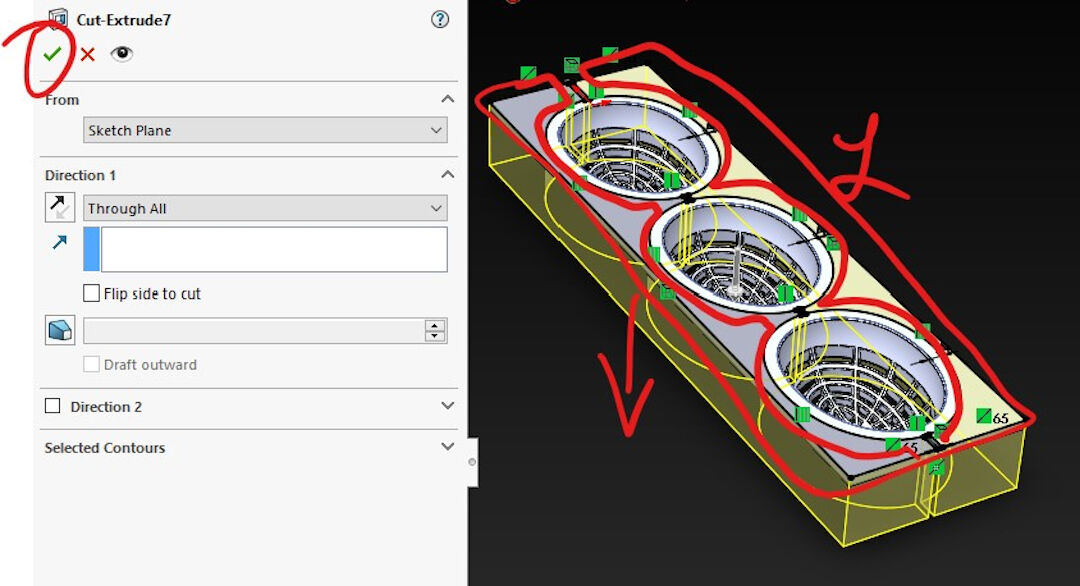 Cut-Extrude7
From
Sketch Plane
Direction 1
Through All
Flip side to cut
Draft outward
Direction 2
Selected Contours
65
65